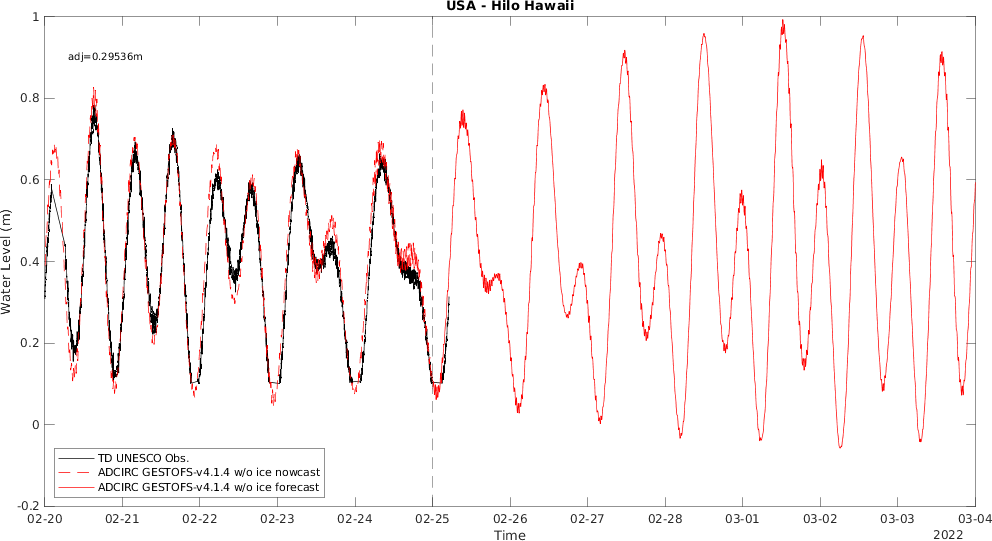 USA - Hilo Hawaii
adj=0.29536m
1
0.8
0.6
0.4
0.2
0
-0.2
Water Level (m)
TD UNESCO Obs.
ADCIRC GESTOFS-v4.1.4 w/o ice nowcast
ADCIRC GESTOFS-v4.1.4 w/o ice forecast
02-20 02-21 02-22 02-23 02-24 02-25 02-26 02-27 02-28 03-01 03-02 03-03 03-04
Time
2022